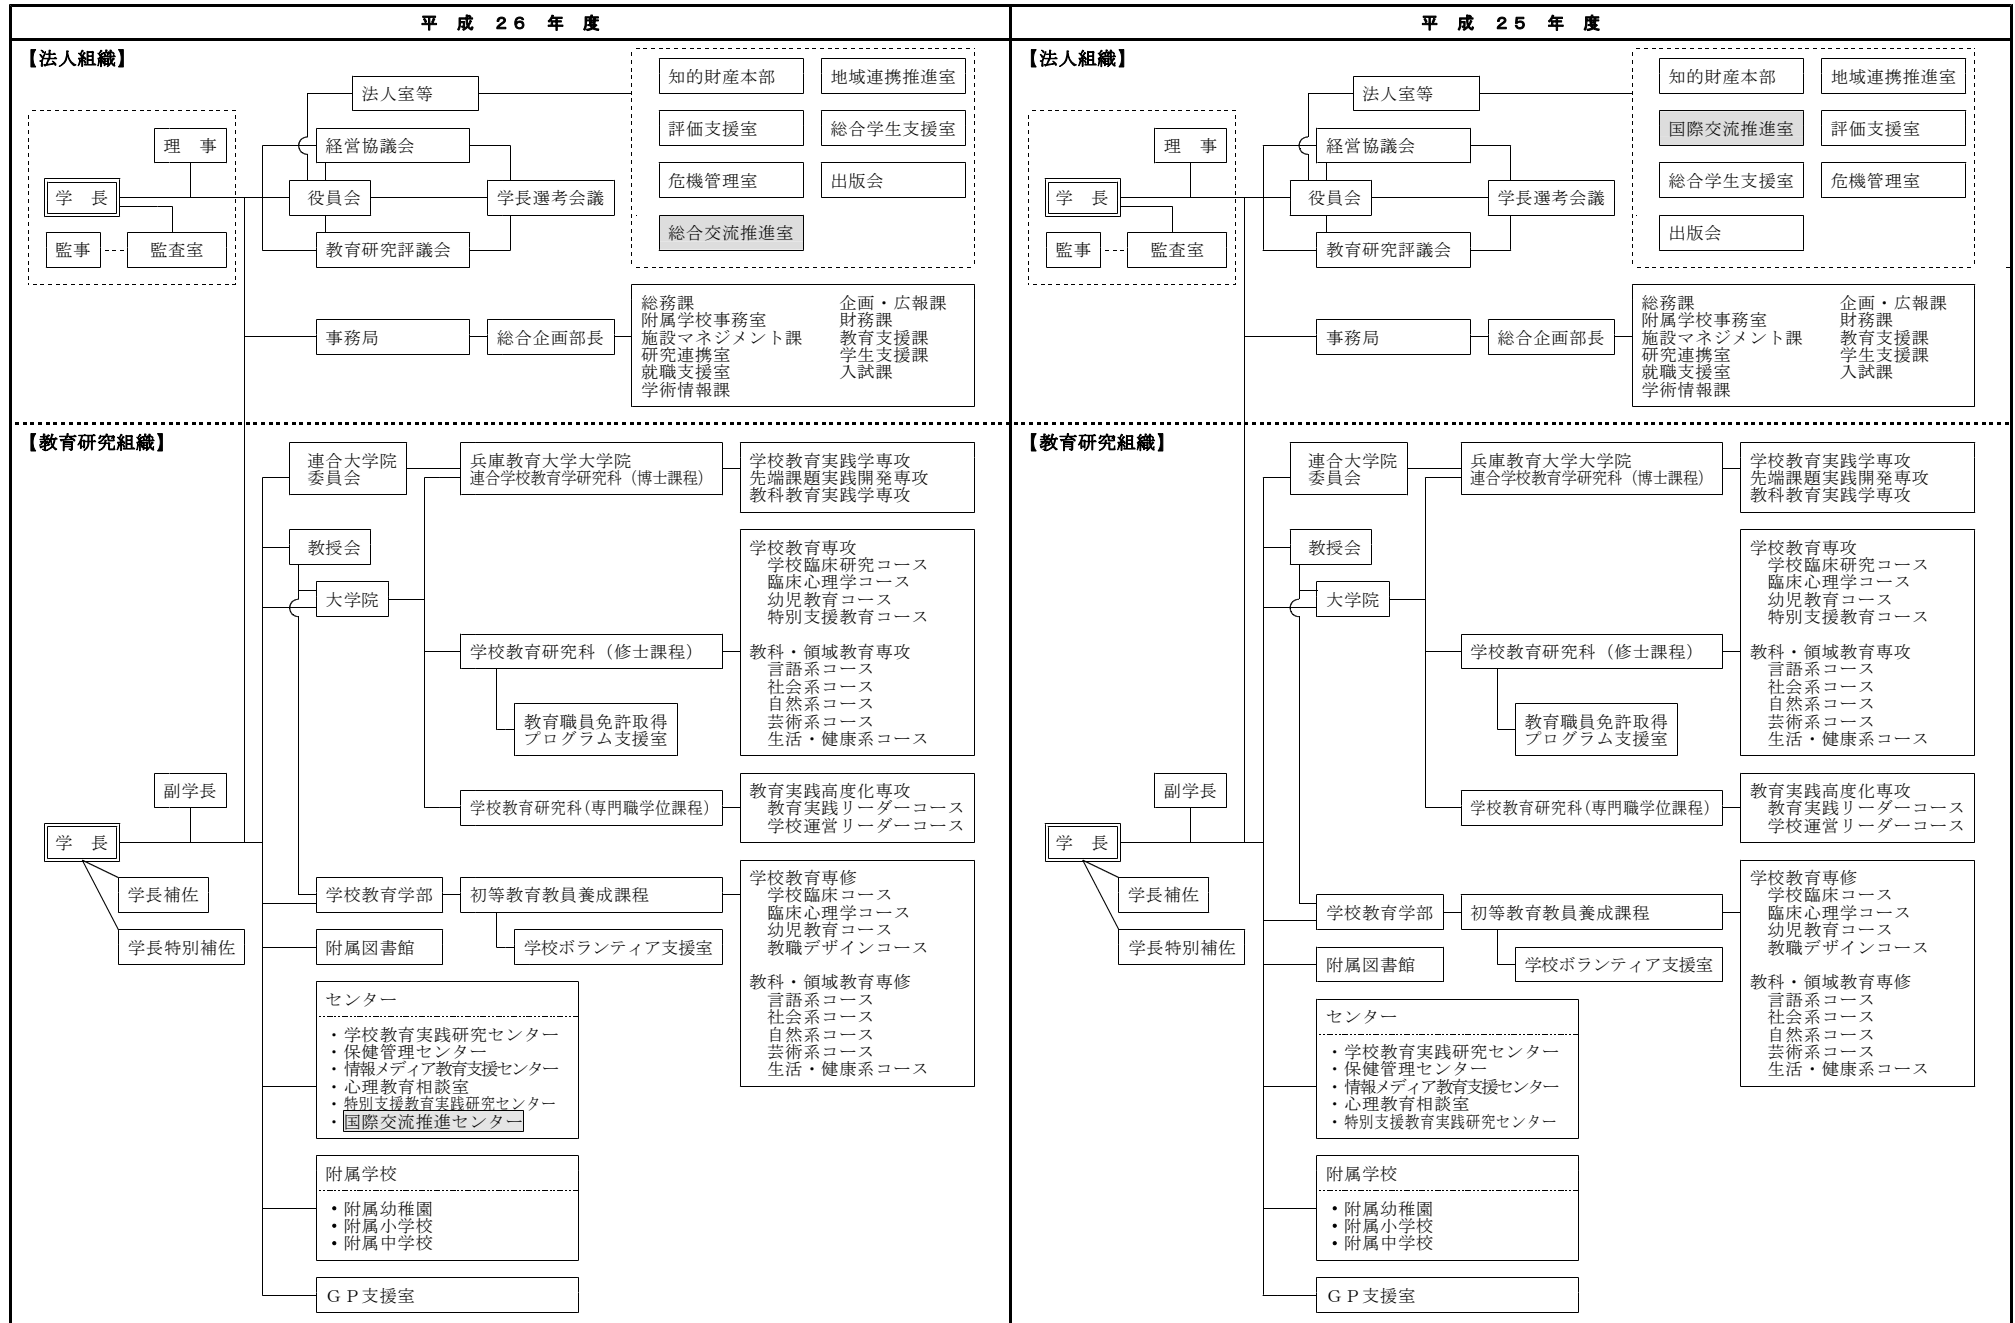 平 成 ２６ 年 度
【法人組織】
法人室等
知的財産本部
地域連携推進室
評価支援室
総合学生支援室
危機管理室
出版会
総合交流推進室
理 事
経営協議会
学 長
役員会
学長選考会議
監事
監査室
教育研究評議会
事務局
総合企画部長
総務課
附属学校事務室
施設マネジメント課
研究連携室
就職支援室
学術情報課
企画・広報課
財務課
教育支援課
学生支援課
入試課
【教育研究組織】
連合大学院
委員会
兵庫教育大学大学院
連合学校教育学研究科（博士課程）
学校教育実践学専攻
先端課題実践開発専攻
教科教育実践学専攻
教授会
大学院
学校教育専攻
学校臨床研究コース
臨床心理学コース
幼児教育コース
特別支援教育コース
学校教育研究科（修士課程）
教科・領域教育専攻
言語系コース
社会系コース
自然系コース
芸術系コース
生活・健康系コース
教育職員免許取得
プログラム支援室
副学長
学校教育研究科(専門職学位課程)
教育実践高度化専攻
教育実践リーダーコース
学校運営リーダーコース
学 長
学長補佐
学長特別補佐
学校教育学部
初等教育教員養成課程
学校ボランティア支援室
学校教育専修
学校臨床コース
臨床心理学コース
幼児教育コース
教職デザインコース
教科・領域教育専修
言語系コース
社会系コース
自然系コース
芸術系コース
生活・健康系コース
附属図書館
センター
・学校教育実践研究センター
・保健管理センター
・情報メディア教育支援センター
・心理教育相談室
・特別支援教育実践研究センター
・国際交流推進センター
附属学校
・附属幼稚園
・附属小学校
・附属中学校
ＧＰ支援室
平 成 ２５ 年 度
【法人組織】
法人室等
知的財産本部
地域連携推進室
国際交流推進室
評価支援室
総合学生支援室
危機管理室
出版会
理 事
経営協議会
学 長
役員会
学長選考会議
監事
監査室
教育研究評議会
事務局
総合企画部長
総務課
附属学校事務室
施設マネジメント課
研究連携室
就職支援室
学術情報課
企画・広報課
財務課
教育支援課
学生支援課
入試課
【教育研究組織】
連合大学院
委員会
兵庫教育大学大学院
連合学校教育学研究科（博士課程）
学校教育実践学専攻
先端課題実践開発専攻
教科教育実践学専攻
教授会
大学院
学校教育専攻
学校臨床研究コース
臨床心理学コース
幼児教育コース
特別支援教育コース
学校教育研究科（修士課程）
教科・領域教育専攻
言語系コース
社会系コース
自然系コース
芸術系コース
生活・健康系コース
教育職員免許取得
プログラム支援室
副学長
学校教育研究科(専門職学位課程)
教育実践高度化専攻
教育実践リーダーコース
学校運営リーダーコース
学 長
学長補佐
学長特別補佐
学校教育学部
初等教育教員養成課程
学校ボランティア支援室
学校教育専修
学校臨床コース
臨床心理学コース
幼児教育コース
教職デザインコース
教科・領域教育専修
言語系コース
社会系コース
自然系コース
芸術系コース
生活・健康系コース
附属図書館
センター
・学校教育実践研究センター
・保健管理センター
・情報メディア教育支援センター
・心理教育相談室
・特別支援教育実践研究センター
附属学校
・附属幼稚園
・附属小学校
・附属中学校
ＧＰ支援室